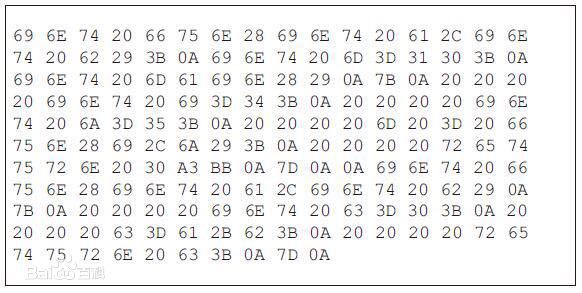 69 6E 74 20 66 75 6E 28 69 6E 74 20 61 2C 69 6E
74 20 62 29 3B 0A 69 6E 74 20 6D 3D 31 30 3B 0A
69 6E 74 20 6D 61 69 6E 28 29 0A 7B 0A 20 20 20
20 69 6E 74 20 69 3D 34 3B 0A 20 20 20 20 69 6E
74 20 6A 3D 35 3B 0A 20 20 20 20 6D 20 3D 20 66
75 6E 28 69 2C 6A 29 3B 0A 20 20 20 20 72 65 74
75 72 6E 20 30 A3 BB 0A 7D 0A 0A 69 6E 74 20 66
75 6E 28 69 6E 74 20 61 2C 69 6E 74 20 62 29 0A
7B 0A 20 20 20 20 69 6E 74 20 63 3D 30 3B 0A 20
20 20 20 63 3D 61 2B 62 3B 0A 20 20 20 20 72 65
74 75 72 6E 20 63 3B 0A 7D 0A
Bai百科